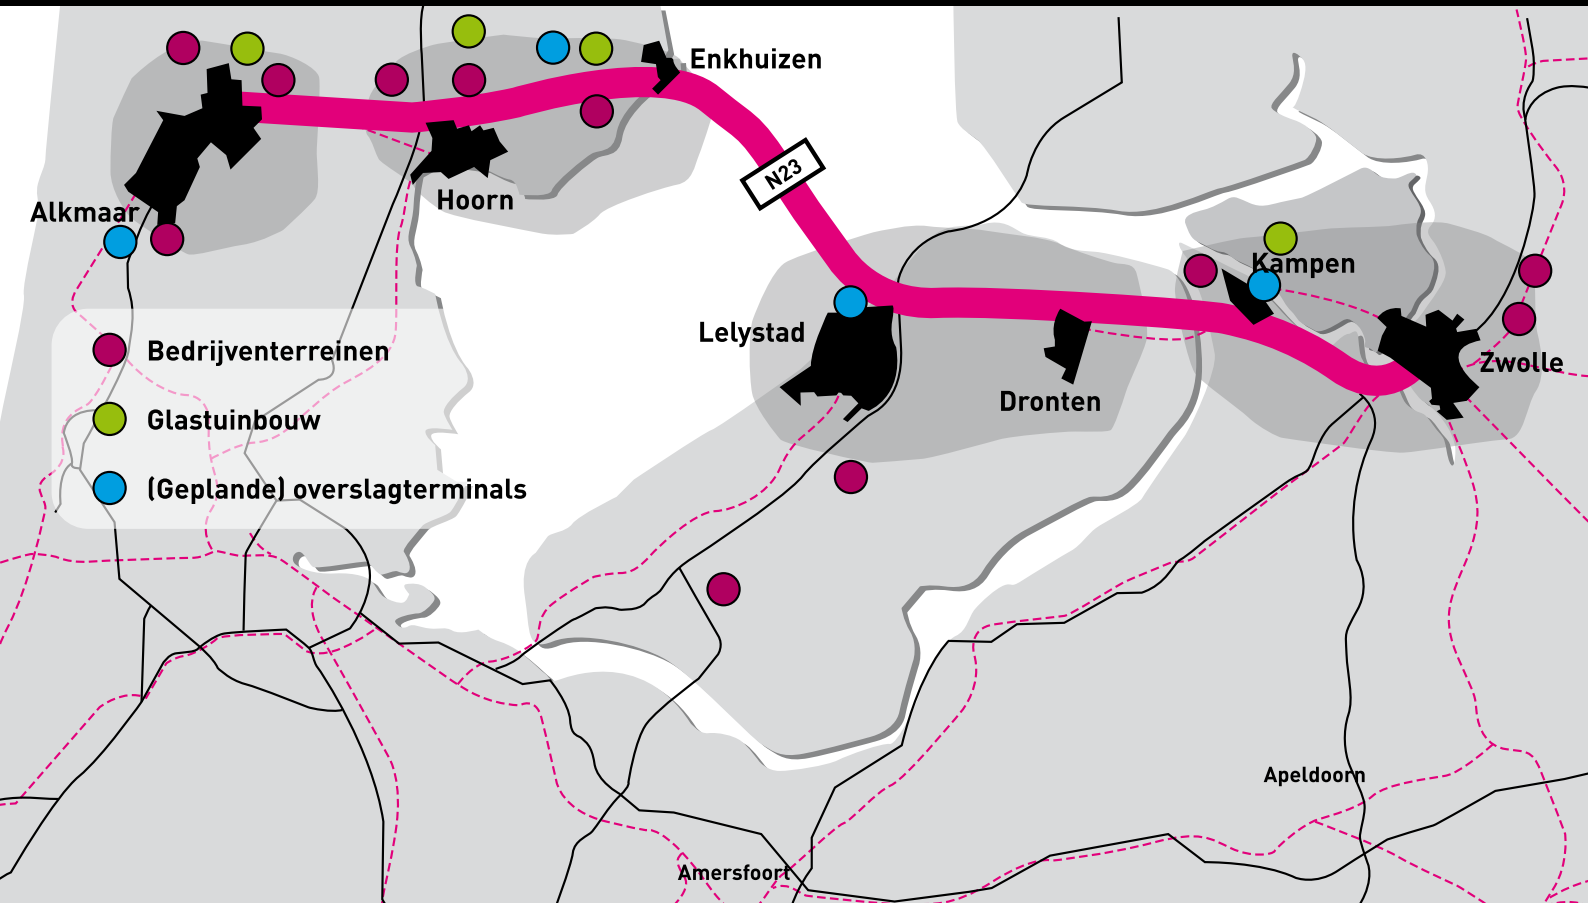 Enkhuizen
N23
Hoorn
Alkmaar
Kampen
Lelystad
Zwolle
Dronten
Bedrijventerreinen
Glastuinbouw
(Geplande) overslagterminals
Apeldoorn
Amersfoort